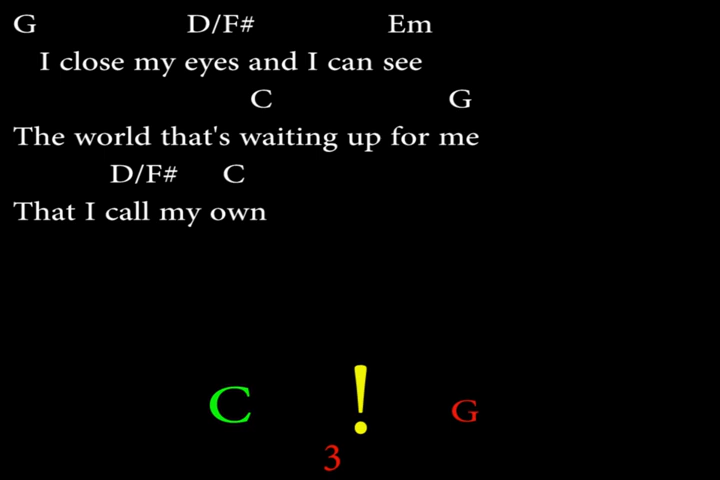 G D/F# Em
I close my eyes and I can see
C G
The world that's waiting up for me
D/F# C
That I call my own
C ! G
3